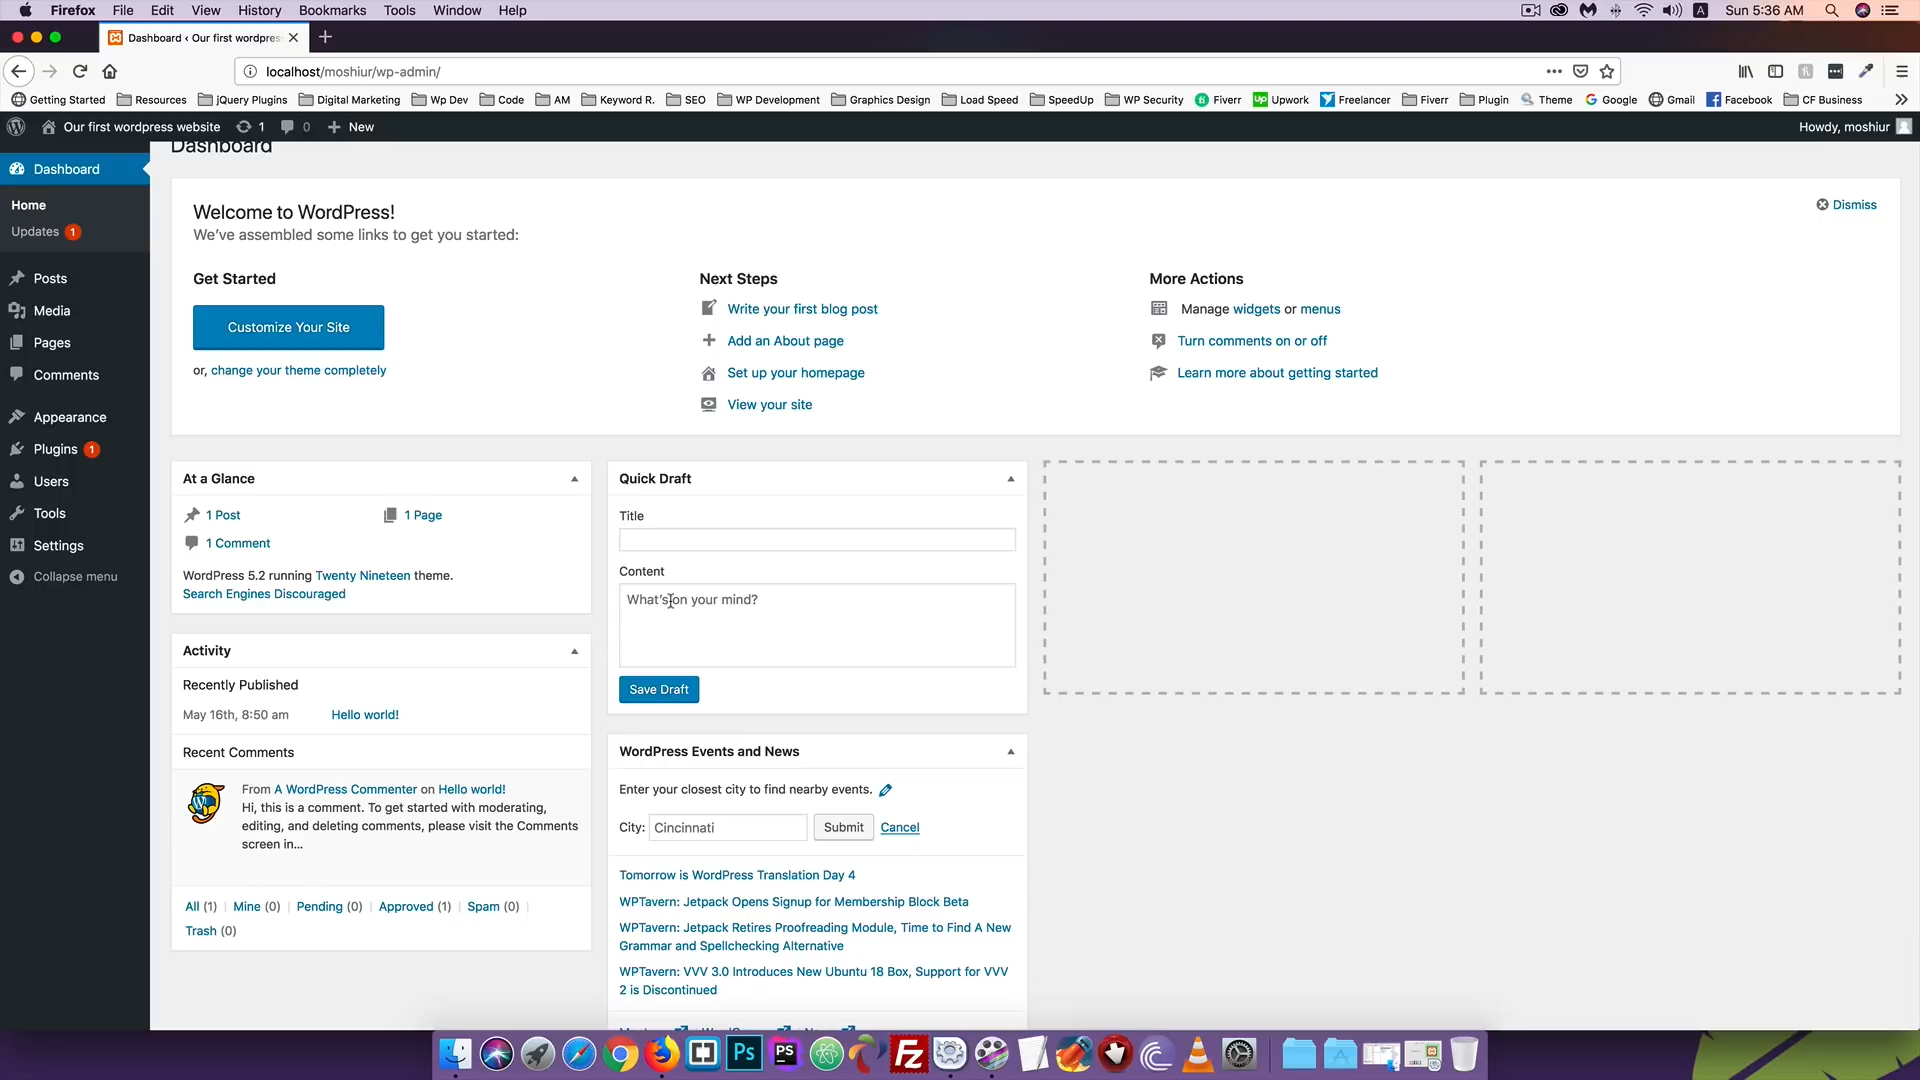 Firefox File Edit View History Bookmarks Tools Window Help
A Sun 5:36 AM
Dashboard ‹ Our first wordpres
localhost/moshiur/wp-admin/
Getting Started Resources jQuery Plugins Digital Marketing Wp Dev Code AM Keyword R. SEO WP Development Graphics Design Load Speed SpeedUp WP Security fi Fiverr Up Upwork Freelancer Fiverr Plugin Theme Google Gmail Facebook CF Business
Our first wordpress website 1 0 New Howdy, moshiur
Dashboard
Dashboard
Home
Updates 1
Posts
Media
Pages
Comments
Appearance
Plugins 1
Users
Tools
Settings
Collapse menu
Welcome to WordPress!
Dismiss
We've assembled some links to get you started:
Get Started
Customize Your Site
or, change your theme completely
Next Steps
Write your first blog post
Add an About page
Set up your homepage
View your site
More Actions
Manage widgets or menus
Turn comments on or off
Learn more about getting started
At a Glance
1 Post 1 Page
1 Comment
WordPress 5.2 running Twenty Nineteen theme.
Search Engines Discouraged
Activity
Recently Published
May 16th, 8:50 am Hello world!
Recent Comments
From A WordPress Commenter on Hello world!
Hi, this is a comment. To get started with moderating,
editing, and deleting comments, please visit the Comments
screen in…
All (1) | Mine (0) | Pending (0) | Approved (1) | Spam (0) |
Trash (0)
Quick Draft
Title
Content
What's on your mind?
Save Draft
WordPress Events and News
Enter your closest city to find nearby events.
City: Cincinnati Submit Cancel
Tomorrow is WordPress Translation Day 4
WPTavern: Jetpack Opens Signup for Membership Block Beta
WPTavern: Jetpack Retires Proofreading Module, Time to Find A New
Grammar and Spellchecking Alternative
WPTavern: VVV 3.0 Introduces New Ubuntu 18 Box, Support for VVV
2 is Discontinued
Ps PS FZ